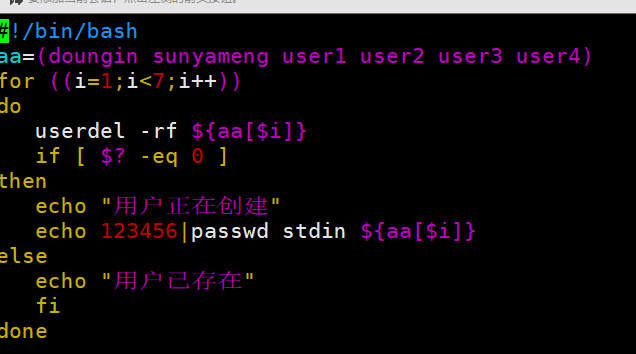 #!/bin/bash
aa=(doungin sunyameng user1 user2 user3 user4)
for ((i=1;i<7;i++))
do
   userdel -rf ${aa[$i]}
   if [ $? -eq 0 ]
then
   echo "用户正在创建"
   echo 123456|passwd stdin ${aa[$i]}
else
   echo "用户已存在"
   fi
done